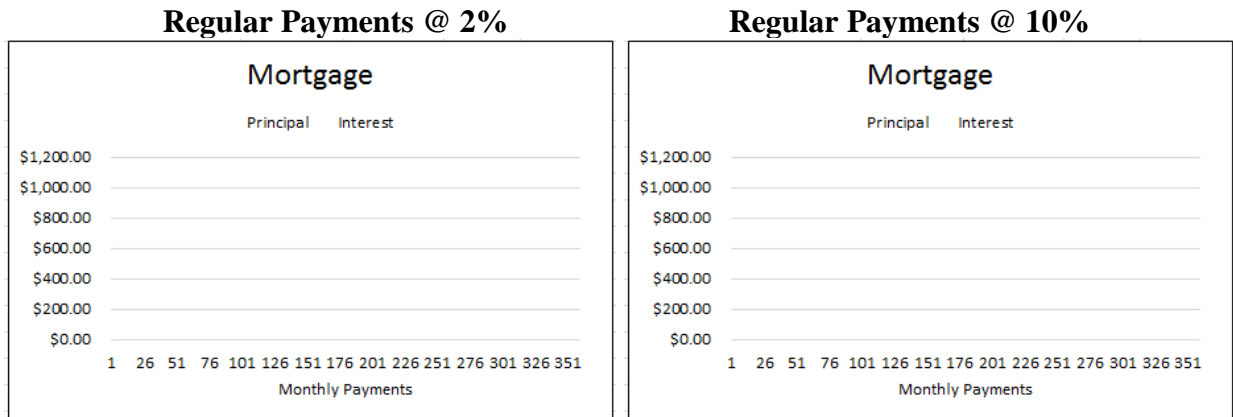 Regular Payments @ 2%
Regular Payments @ 10%
Mortgage
Principal Interest
$1,200.00
$1,000.00
$800.00
$600.00
$400.00
$200.00
$0.00
1 26 51 76 101 126 151 176 201 226 251 276 301 326 351
Monthly Payments
Mortgage
Principal Interest
$1,200.00
$1,000.00
$800.00
$600.00
$400.00
$200.00
$0.00
1 26 51 76 101 126 151 176 201 226 251 276 301 326 351
Monthly Payments